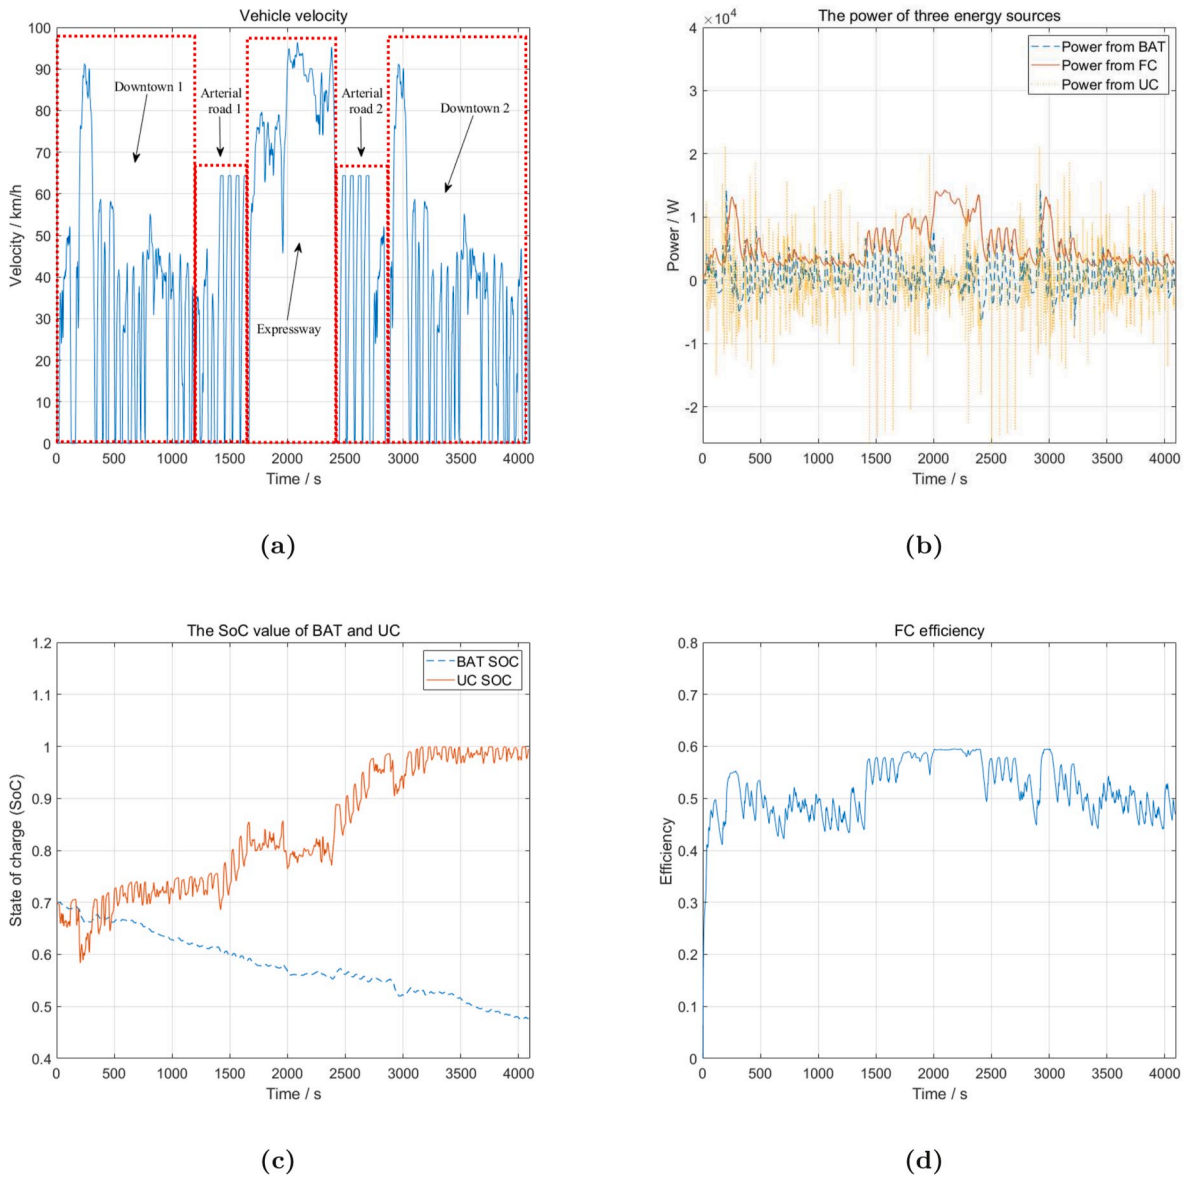 Vehicle velocity
100
90
80
70
60
50
40
30
20
10
0
Velocity / km/h
Downtown 1
Arterial
road 1
Expressway
Arterial
road 2
Downtown 2
0 500 1000 1500 2000 2500 3000 3500 4000
Time / s
(a)
The power of three energy sources
×10⁴
4
3
2
1
0
-1
-2
Power / W
Power from BAT
Power from FC
Power from UC
0 500 1000 1500 2000 2500 3000 3500 4000
Time / s
(b)
The SoC value of BAT and UC
1.2
1.1
1
0.9
0.8
0.7
0.6
0.5
0.4
State of charge (SoC)
BAT SOC
UC SOC
0 500 1000 1500 2000 2500 3000 3500 4000
Time / s
(c)
FC efficiency
0.8
0.7
0.6
0.5
0.4
0.3
0.2
0.1
0
Efficiency
0 500 1000 1500 2000 2500 3000 3500 4000
Time / s
(d)